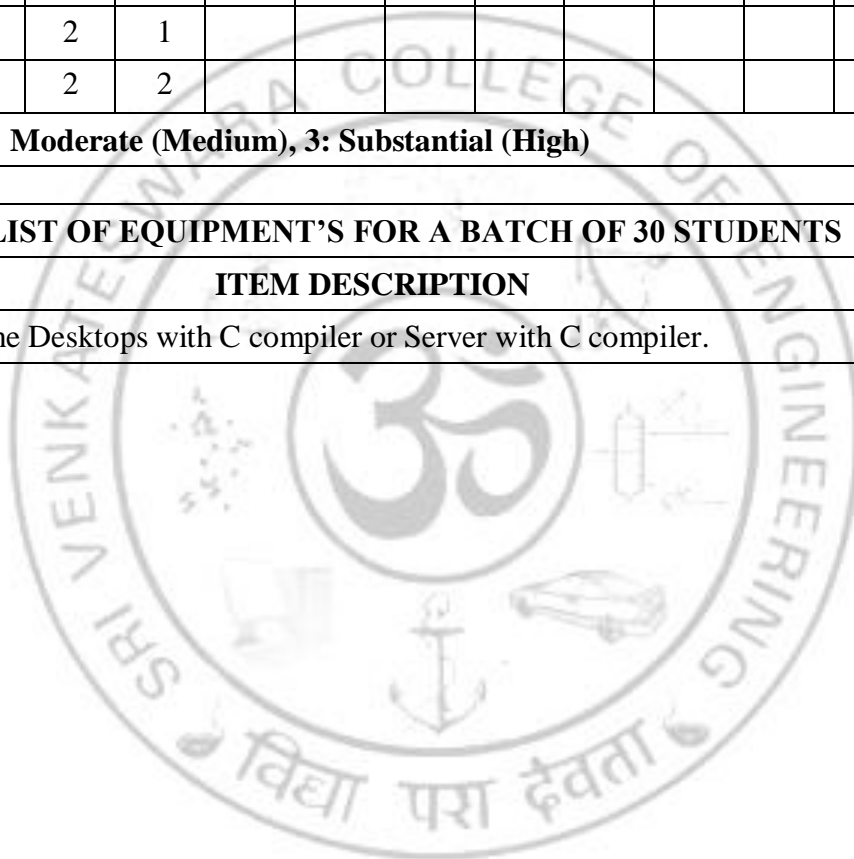 2 1
2 2
Moderate (Medium), 3: Substantial (High)
LIST OF EQUIPMENT'S FOR A BATCH OF 30 STUDENTS
ITEM DESCRIPTION
Desktops with C compiler or Server with C compiler.
SRI VENKATESWARA COLLEGE OF ENGINEERING
ॐ
विद्या परा देवता